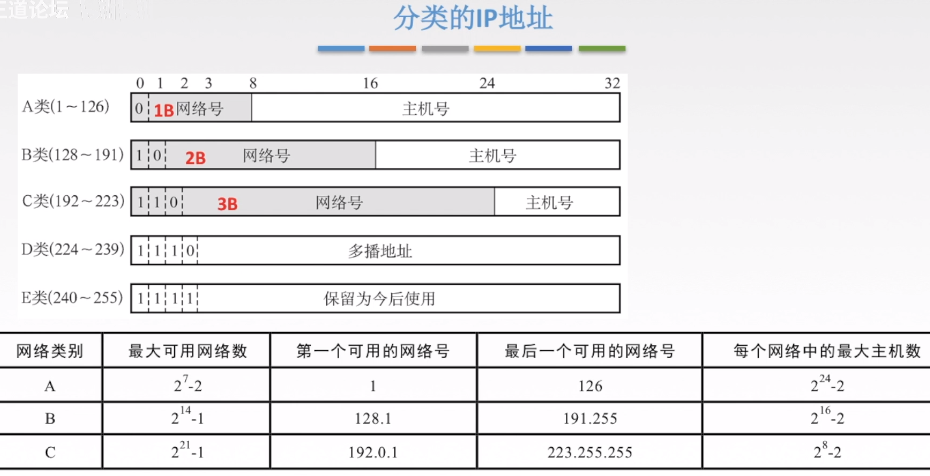 王道论坛
分类的IP地址
0 1 2 3 8 16 24 32
A类(1～126) 0 1B 网络号 主机号
B类(128～191) 1 0 2B 网络号 主机号
C类(192～223) 1 1 0 3B 网络号 主机号
D类(224～239) 1 1 1 0 多播地址
E类(240～255) 1 1 1 1 保留为今后使用
网络类别 最大可用网络数 第一个可用的网络号 最后一个可用的网络号 每个网络中的最大主机数
A 2^7-2 1 126 2^24-2
B 2^14-1 128.1 191.255 2^16-2
C 2^21-1 192.0.1 223.255.255 2^8-2